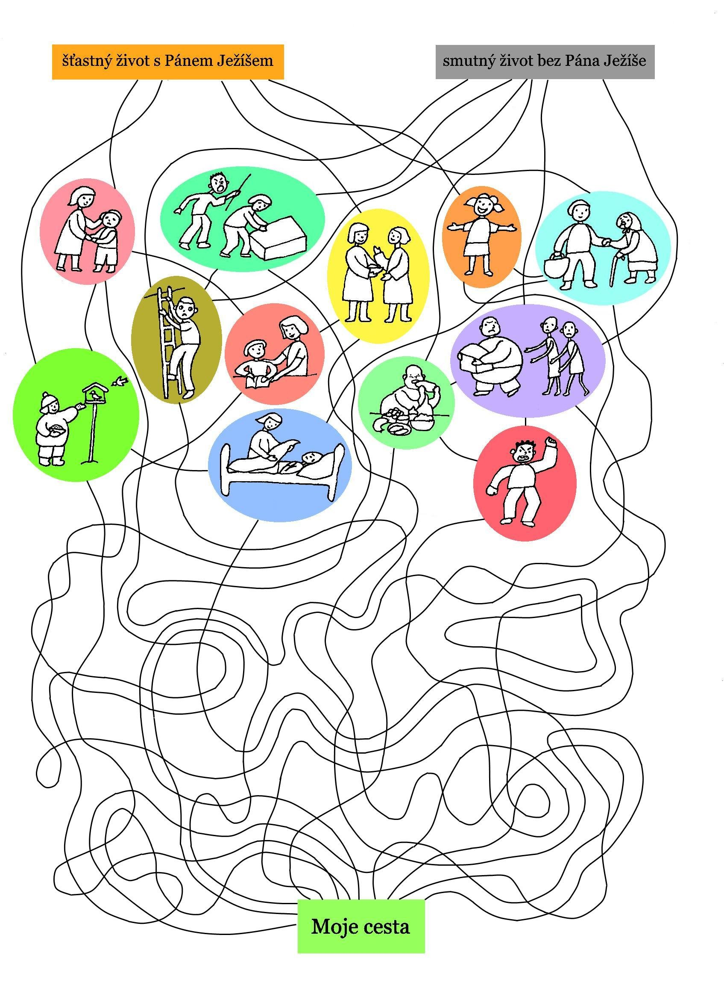 šťastný život s Pánem Ježíšem
smutný život bez Pána Ježíše
Moje cesta